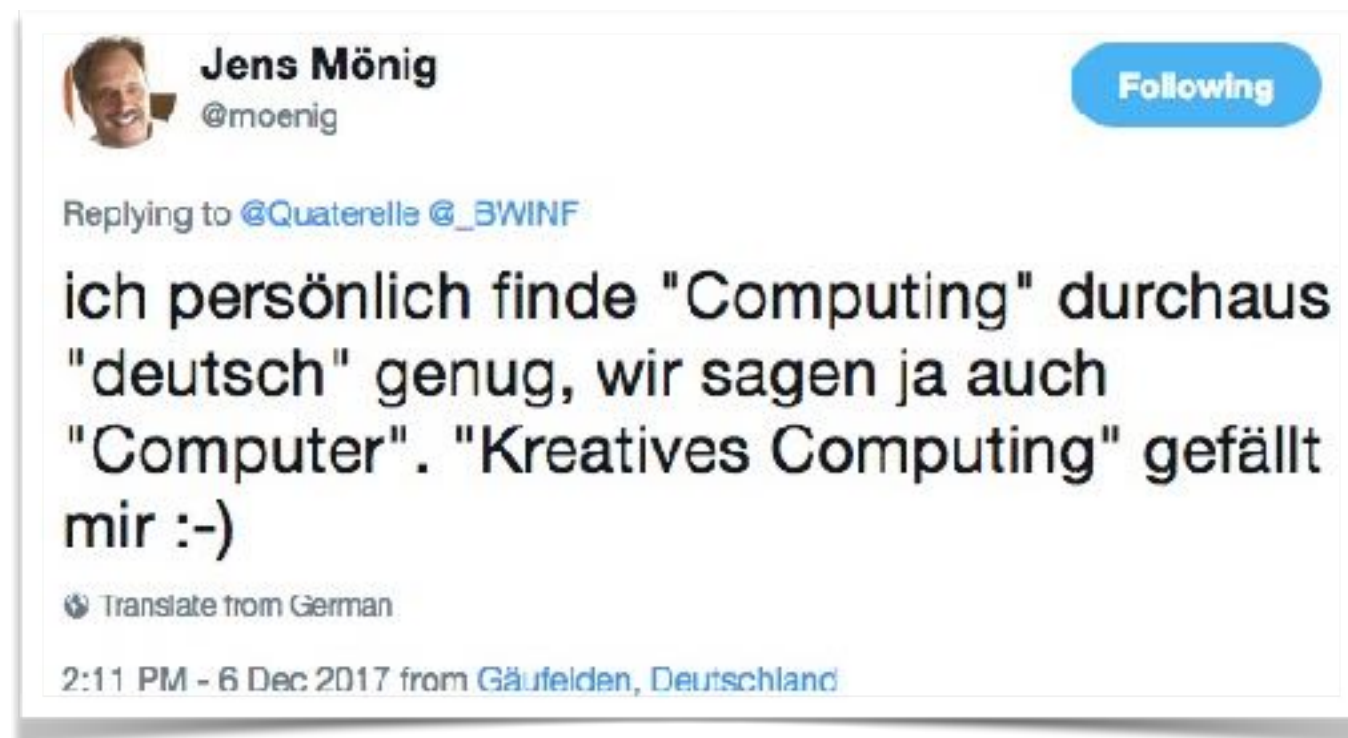 Jens Mönig
@moenig
Following
Replying to @Quaterelle @_BWINF
ich persönlich finde "Computing" durchaus
"deutsch" genug, wir sagen ja auch
"Computer". "Kreatives Computing" gefällt
mir :-)
Translate from German
2:11 PM - 6 Dec 2017 from Gäufelden, Deutschland